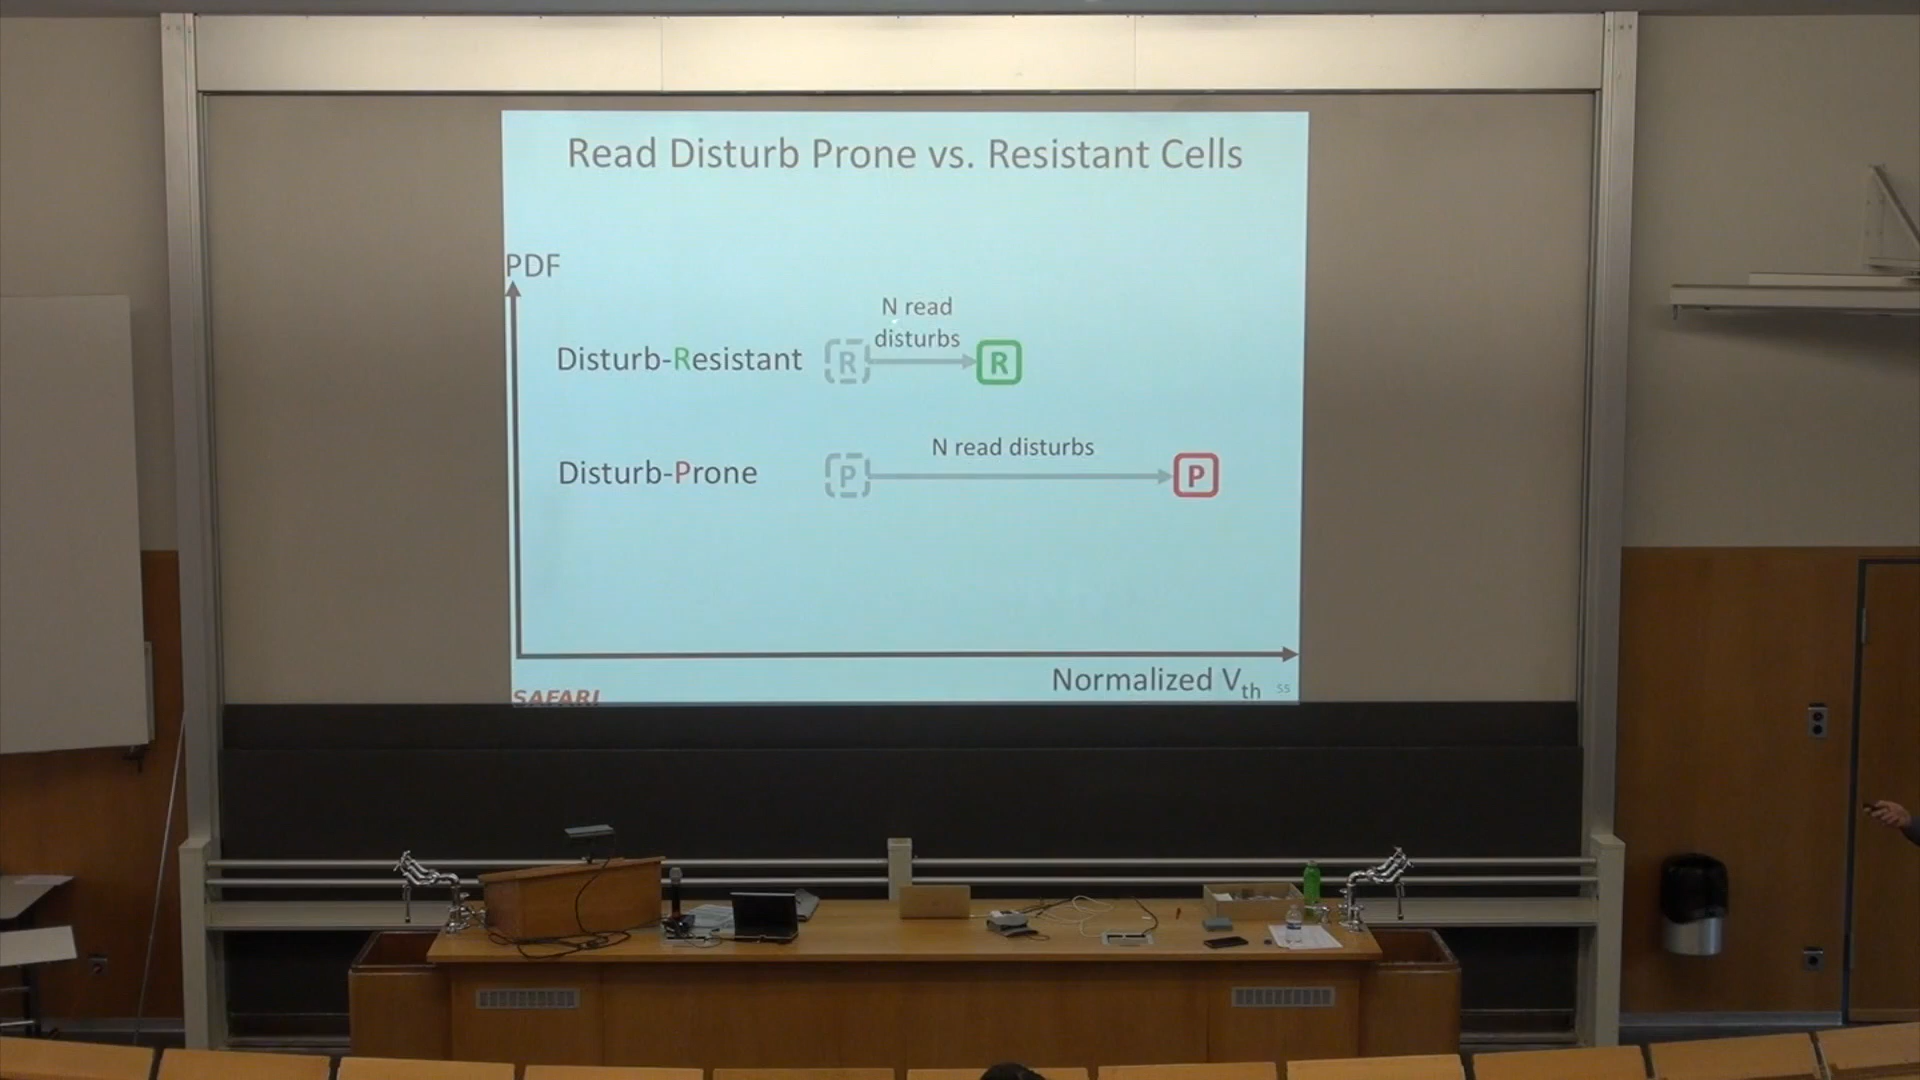 Read Disturb Prone vs. Resistant Cells
PDF
N read
disturbs
Disturb-Resistant
R
R
N read disturbs
Disturb-Prone
P
P
Normalized Vth
55
SAFARI